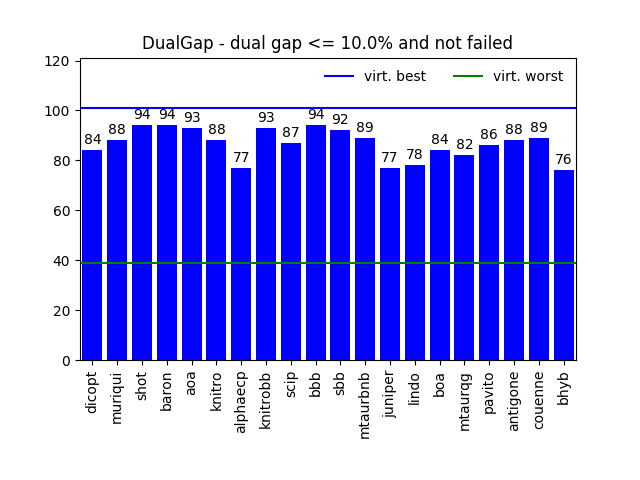 DualGap - dual gap <= 10.0% and not failed
120
100
80
60
40
20
0
virt. best
virt. worst
84
88
94
94
93
88
77
93
87
94
92
89
77
78
84
82
86
88
89
76
dicopt
muriqui
shot
baron
aoa
knitro
alphaecp
knitrobb
scip
bbb
sbb
mtaurbnb
juniper
lindo
boa
mtaurqg
pavito
antigone
couenne
bhyb